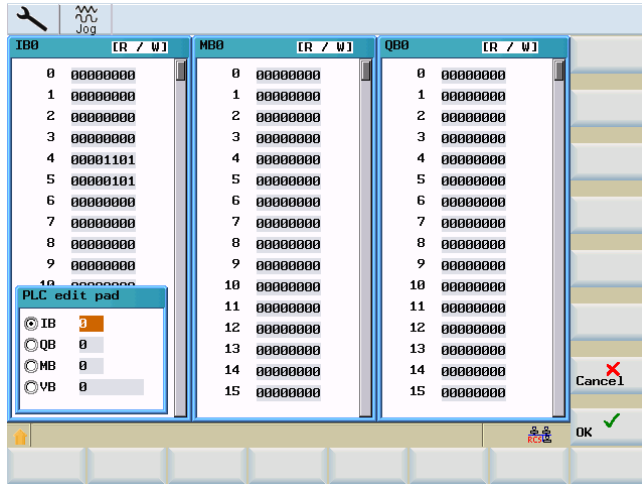 Jog
IB0 [R / W] MB0 [R / W] QB0 [R / W]
0 00000000 0 00000000 0 00000000
1 00000000 1 00000000 1 00000000
2 00000000 2 00000000 2 00000000
3 00000000 3 00000000 3 00000000
4 00001101 4 00000000 4 00000000
5 00000101 5 00000000 5 00000000
6 00000000 6 00000000 6 00000000
7 00000000 7 00000000 7 00000000
8 00000000 8 00000000 8 00000000
9 00000000 9 00000000 9 00000000
10 00000000 10 00000000 10 00000000
11 00000000 11 00000000
12 00000000 12 00000000
13 00000000 13 00000000
14 00000000 14 00000000
15 00000000 15 00000000
PLC edit pad
IB 0
QB 0
MB 0
VB 0
Cancel
OK
RCS